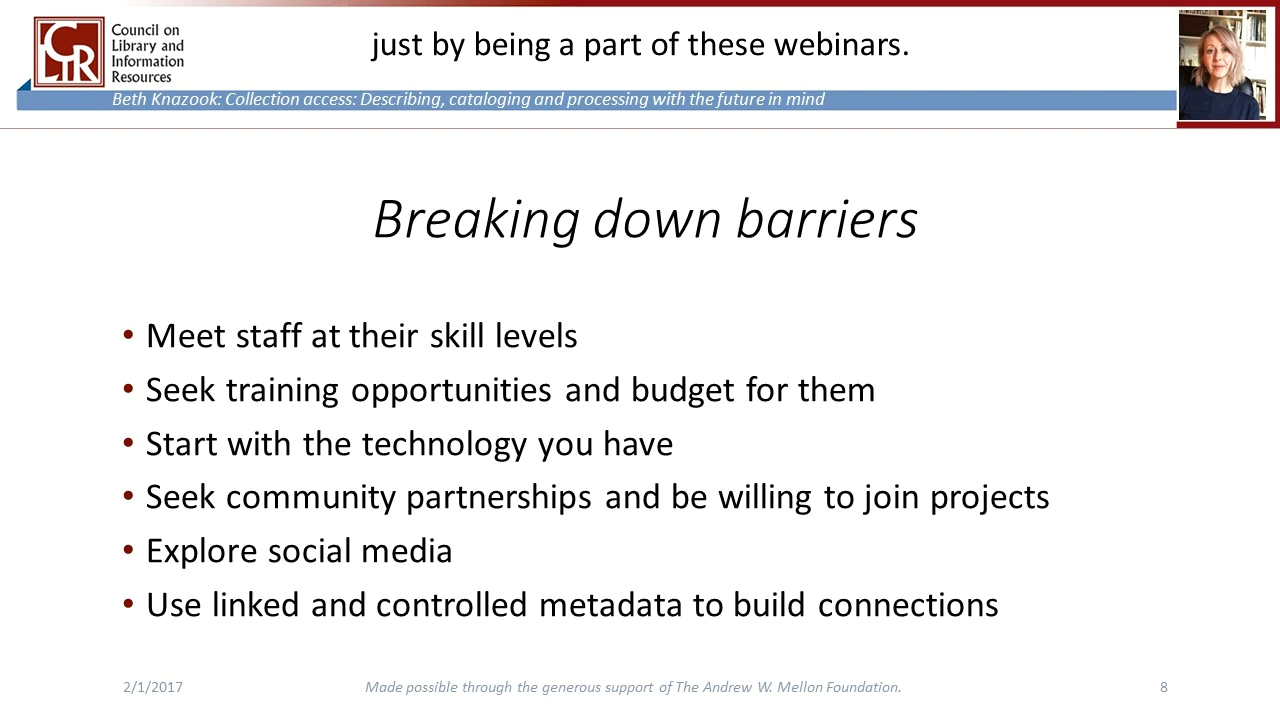 CLIR
Council on
Library and
Information
Resources
just by being a part of these webinars.
Beth Knazook: Collection access: Describing, cataloging and processing with the future in mind
Breaking down barriers
• Meet staff at their skill levels
• Seek training opportunities and budget for them
• Start with the technology you have
• Seek community partnerships and be willing to join projects
• Explore social media
• Use linked and controlled metadata to build connections
2/1/2017
Made possible through the generous support of The Andrew W. Mellon Foundation.
8